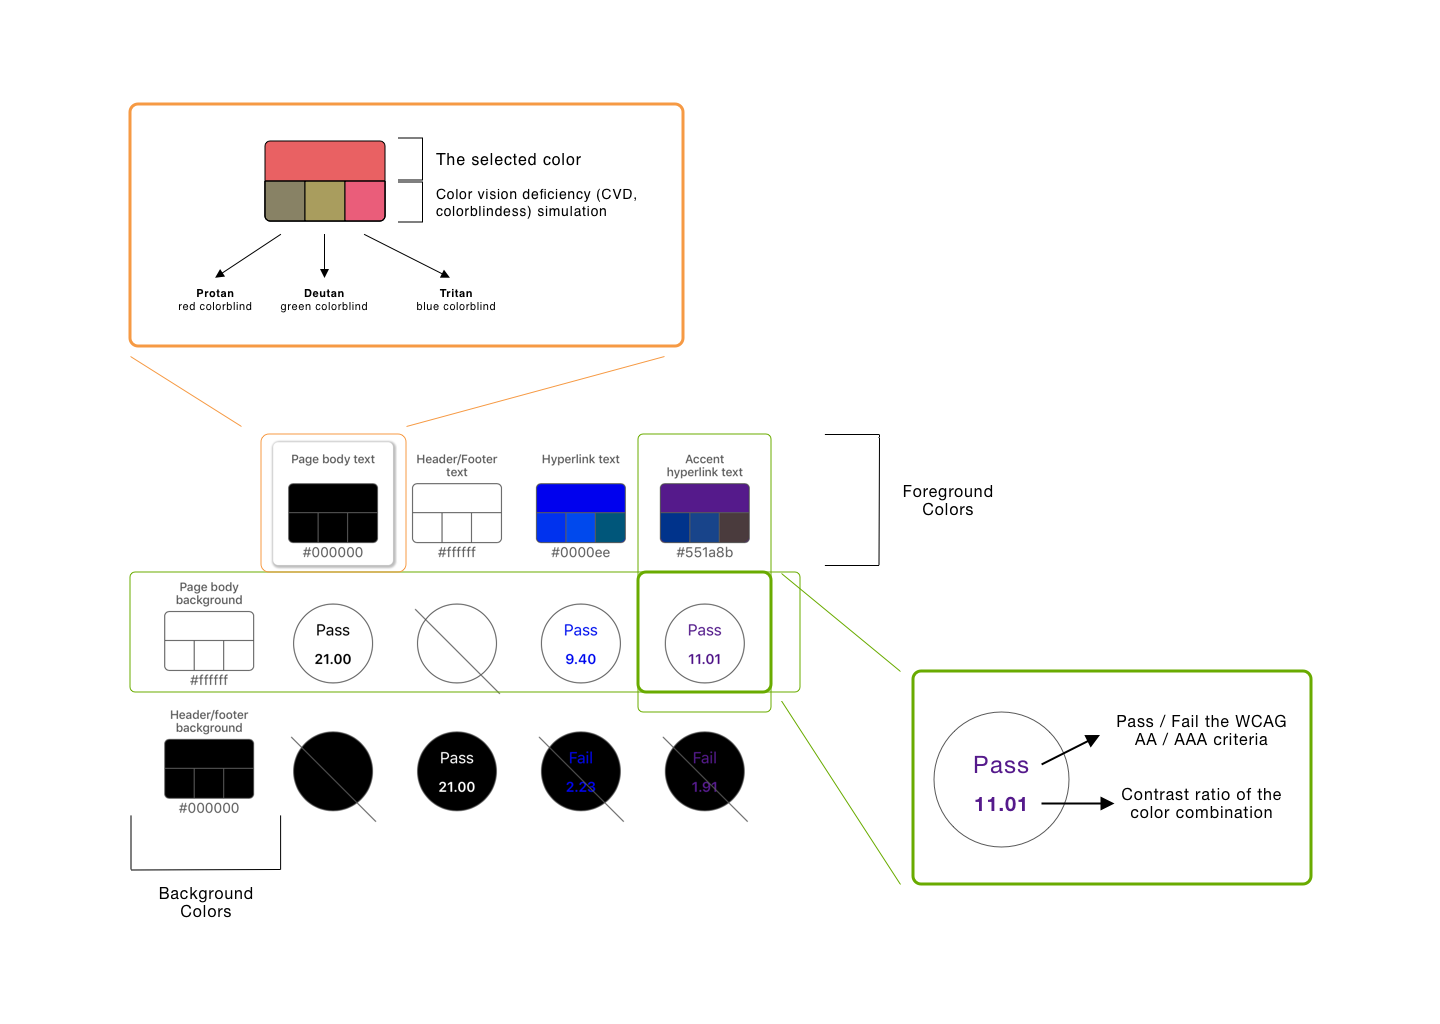 The selected color
Color vision deficiency (CVD,
colorblindess) simulation
Protan
red colorblind
Deutan
green colorblind
Tritan
blue colorblind
Page body text
#000000
Header/Footer
text
#ffffff
Hyperlink text
#0000ee
Accent
hyperlink text
#551a8b
Foreground
Colors
Page body
background
#ffffff
Pass
21.00
Pass
9.40
Pass
11.01
Header/footer
background
#000000
Pass
21.00
Fail
2.23
Fail
1.91
Background
Colors
Pass
11.01
Pass / Fail the WCAG
AA / AAA criteria
Contrast ratio of the
color combination